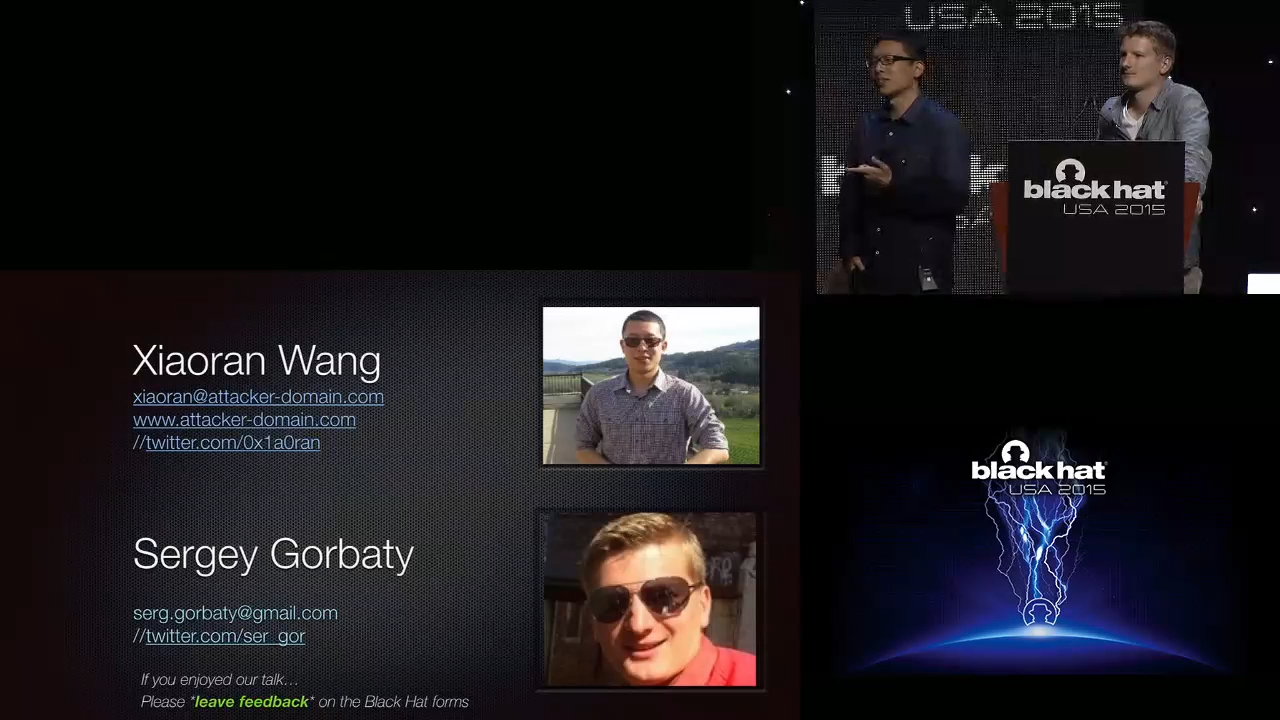 USA 2015
black hat
USA 2015
Xiaoran Wang
xiaoran@attacker-domain.com
www.attacker-domain.com
//twitter.com/0x1a0ran
Sergey Gorbaty
serg.gorbaty@gmail.com
//twitter.com/ser_gor
If you enjoyed our talk...
Please *leave feedback* on the Black Hat forms
black hat
USA 2015